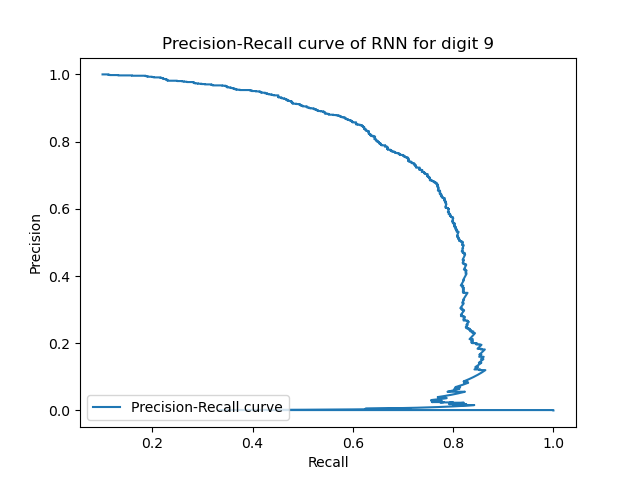 Precision-Recall curve of RNN for digit 9
1.0
0.8
0.6
0.4
0.2
0.0
Precision
Precision-Recall curve
0.2 0.4 0.6 0.8 1.0
Recall